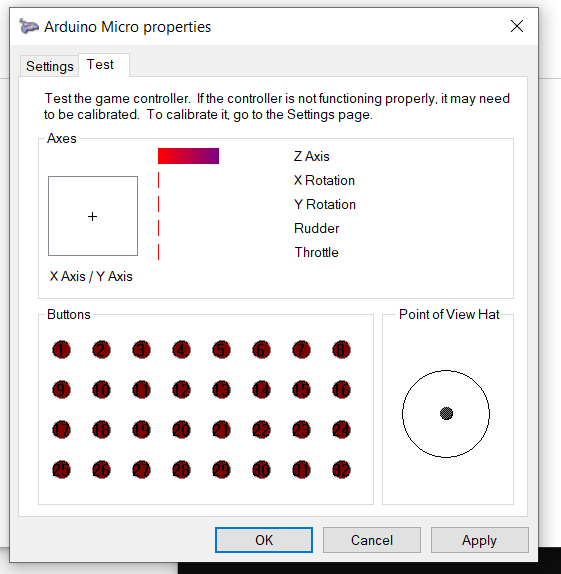 Arduino Micro properties
Settings
Test
Test the game controller.  If the controller is not functioning properly, it may need
to be calibrated.  To calibrate it, go to the Settings page.
Axes
Z Axis
X Rotation
Y Rotation
Rudder
Throttle
X Axis / Y Axis
Buttons
1 2 3 4 5 6 7 8
9 10 11 12 13 14 15 16
17 18 19 20 21 22 23 24
25 26 27 28 29 30 31 32
Point of View Hat
OK
Cancel
Apply